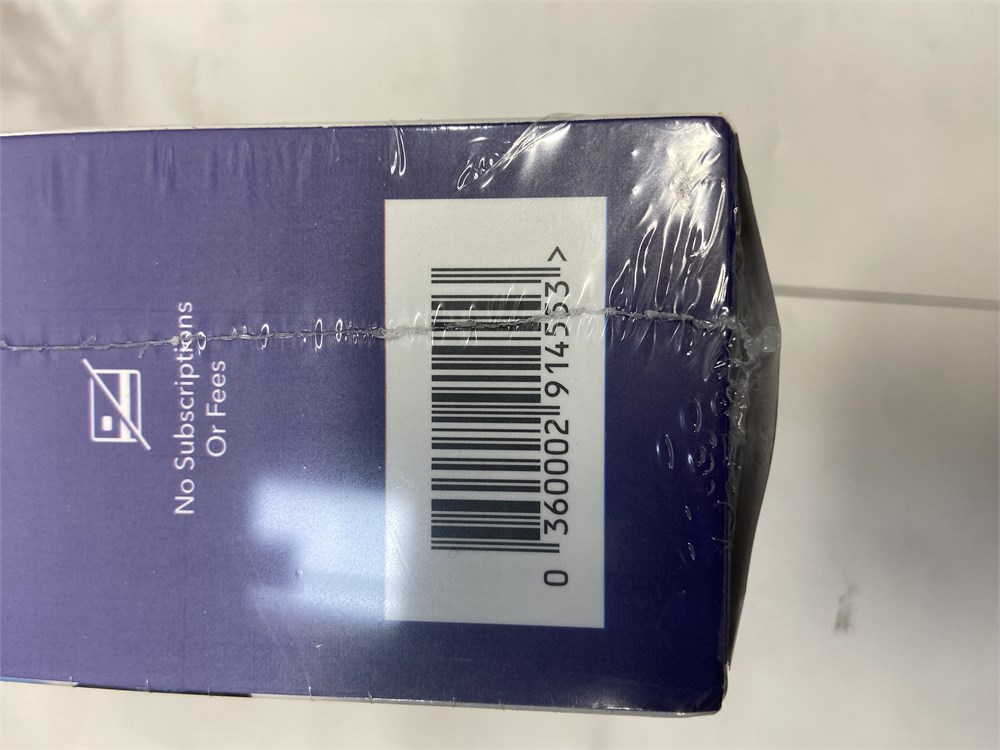 No Subscriptions
Or Fees
0 360002 914553 >